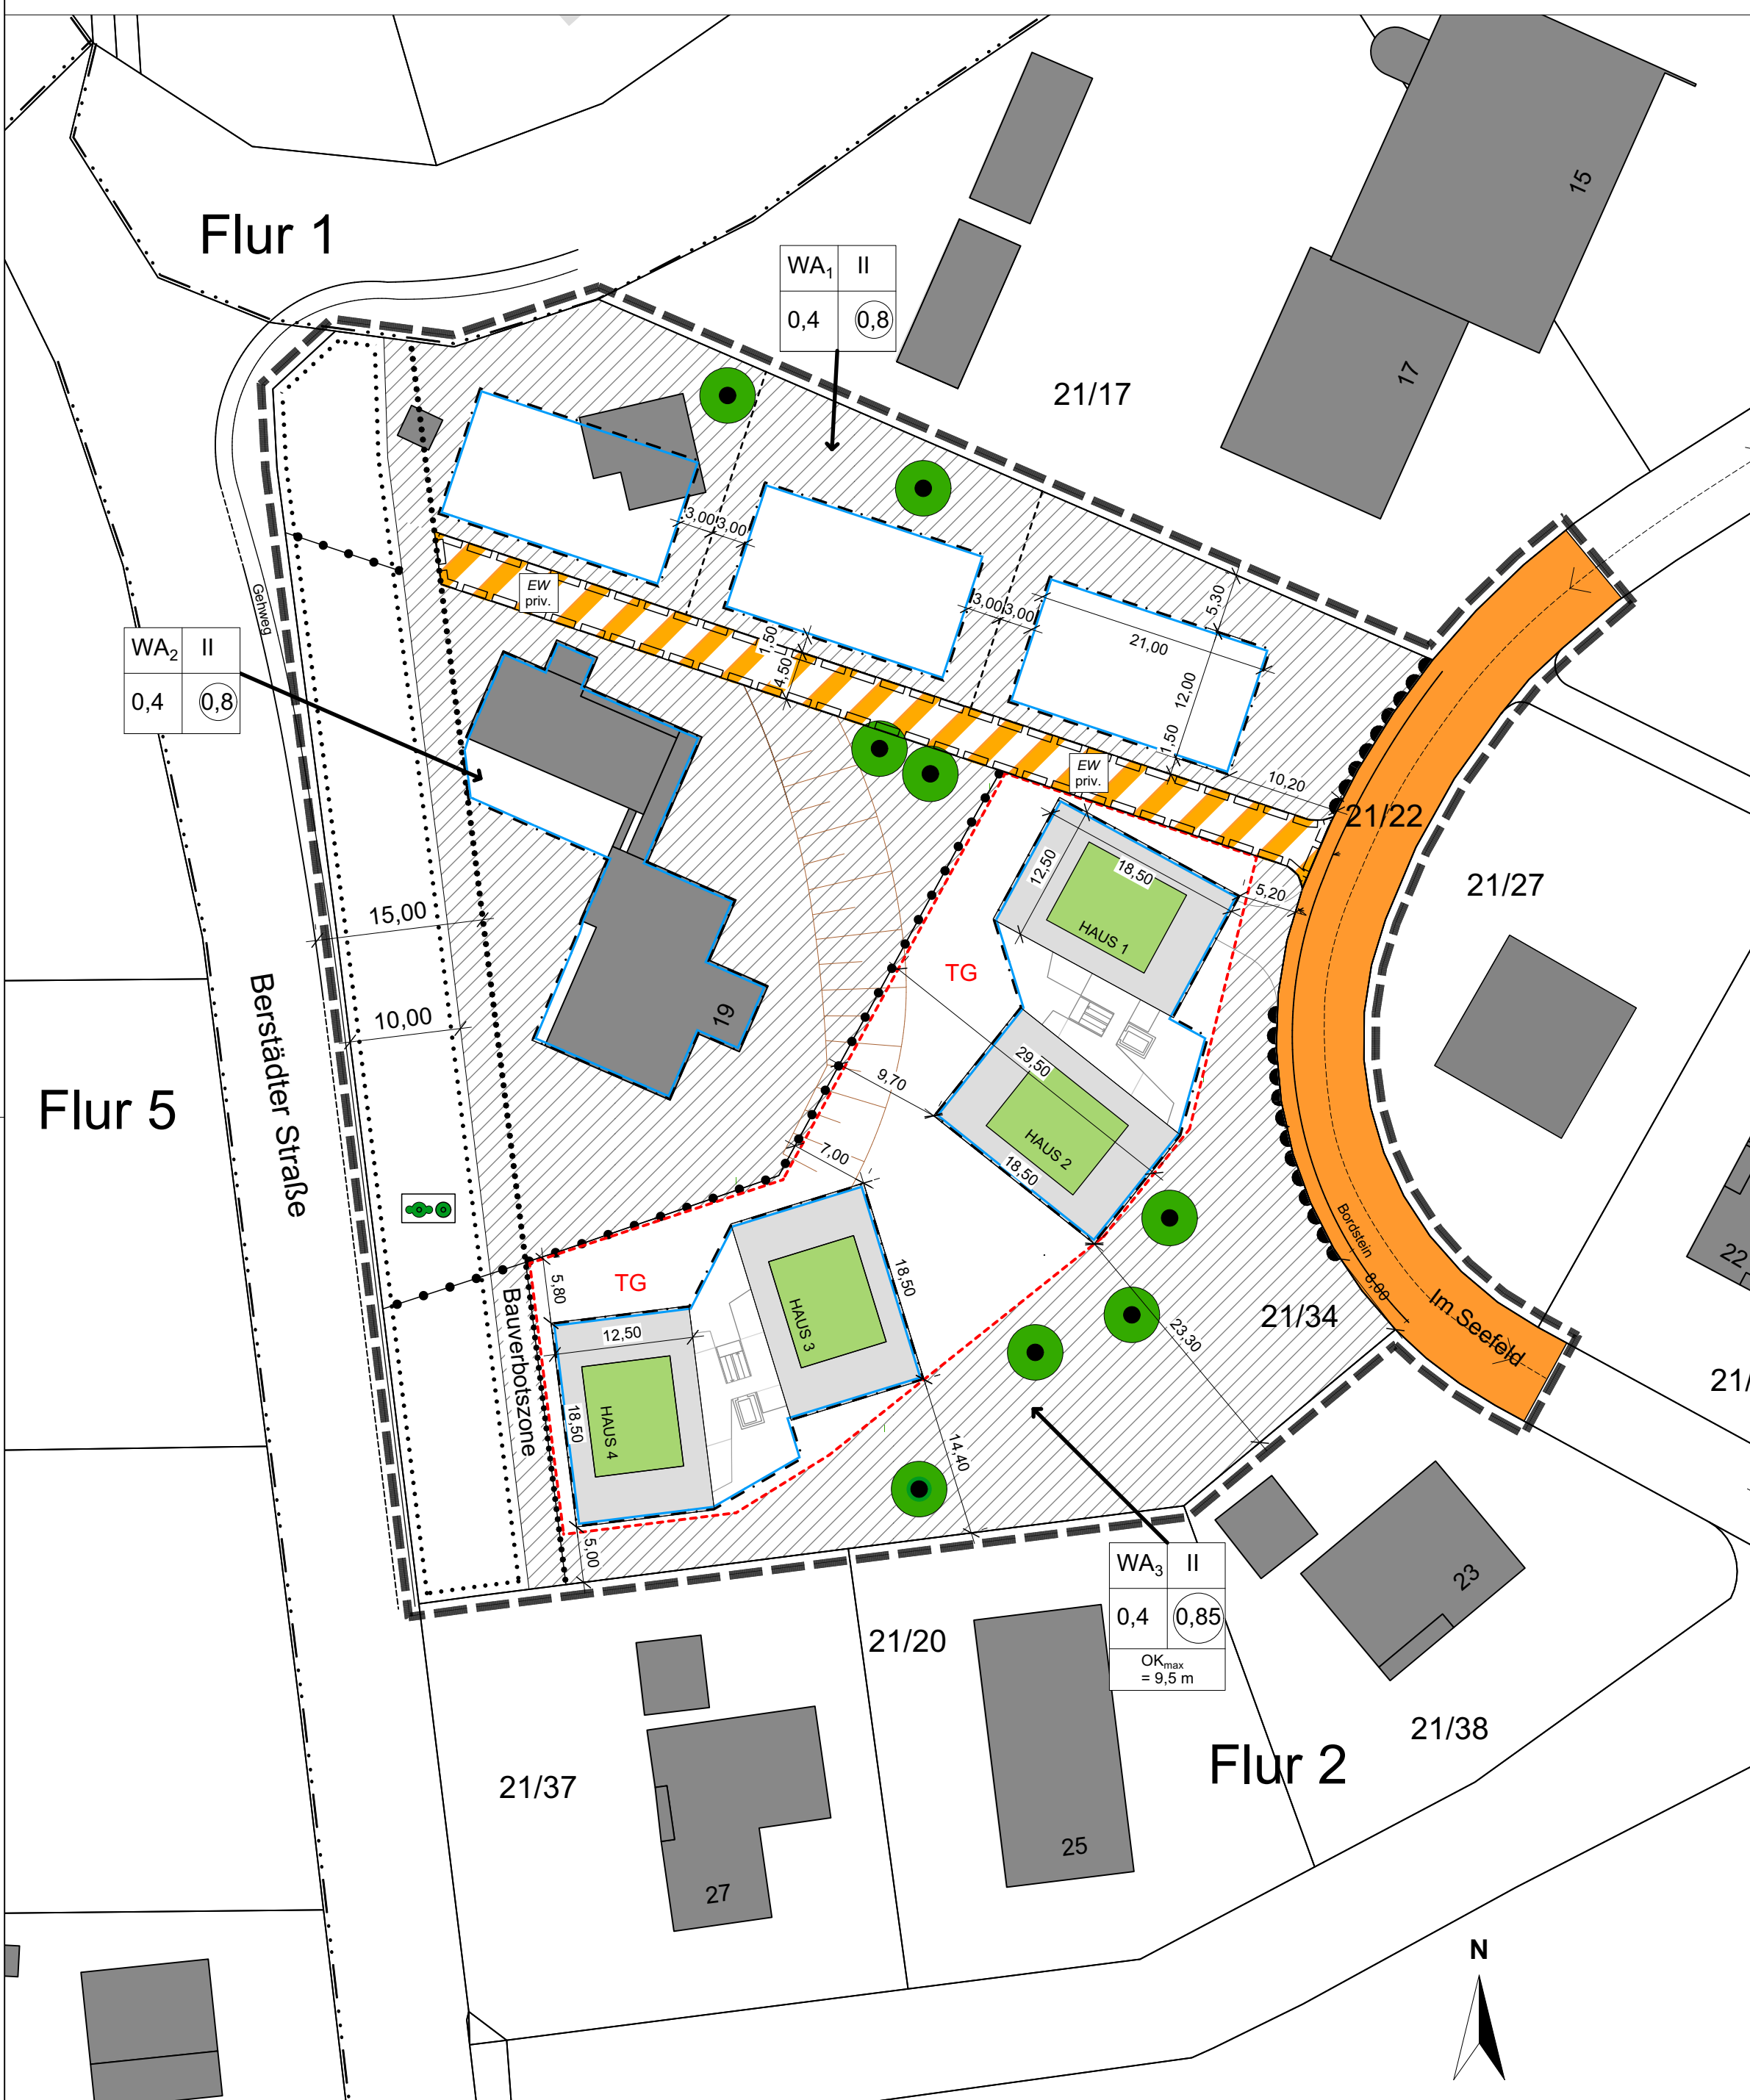 15
Flur 1
WA1 II
0,4 0,8
17
21/17
3,00 3,00
5,30
EW
priv.
Gehweg
3,00 3,00
21,00
WA2 II
0,4 0,8
1,50
4,50
12,00
1,50
EW
priv.
10,20
21/22
12,50
18,50
5,20
21/27
HAUS 1
15,00
TG
19
10,00
Berstädter Straße
Flur 5
29,50
9,70
HAUS 2
18,50
7,00
Bordstein
8,00
22
TG
5,80
18,50
Bauverbotszone
12,50
HAUS 3
21/34
23,30
Im Seefeld
21/
18,50
HAUS 4
14,40
5,00
WA3 II
0,4 0,85
OKmax
= 9,5 m
23
21/20
21/38
Flur 2
21/37
25
27
N